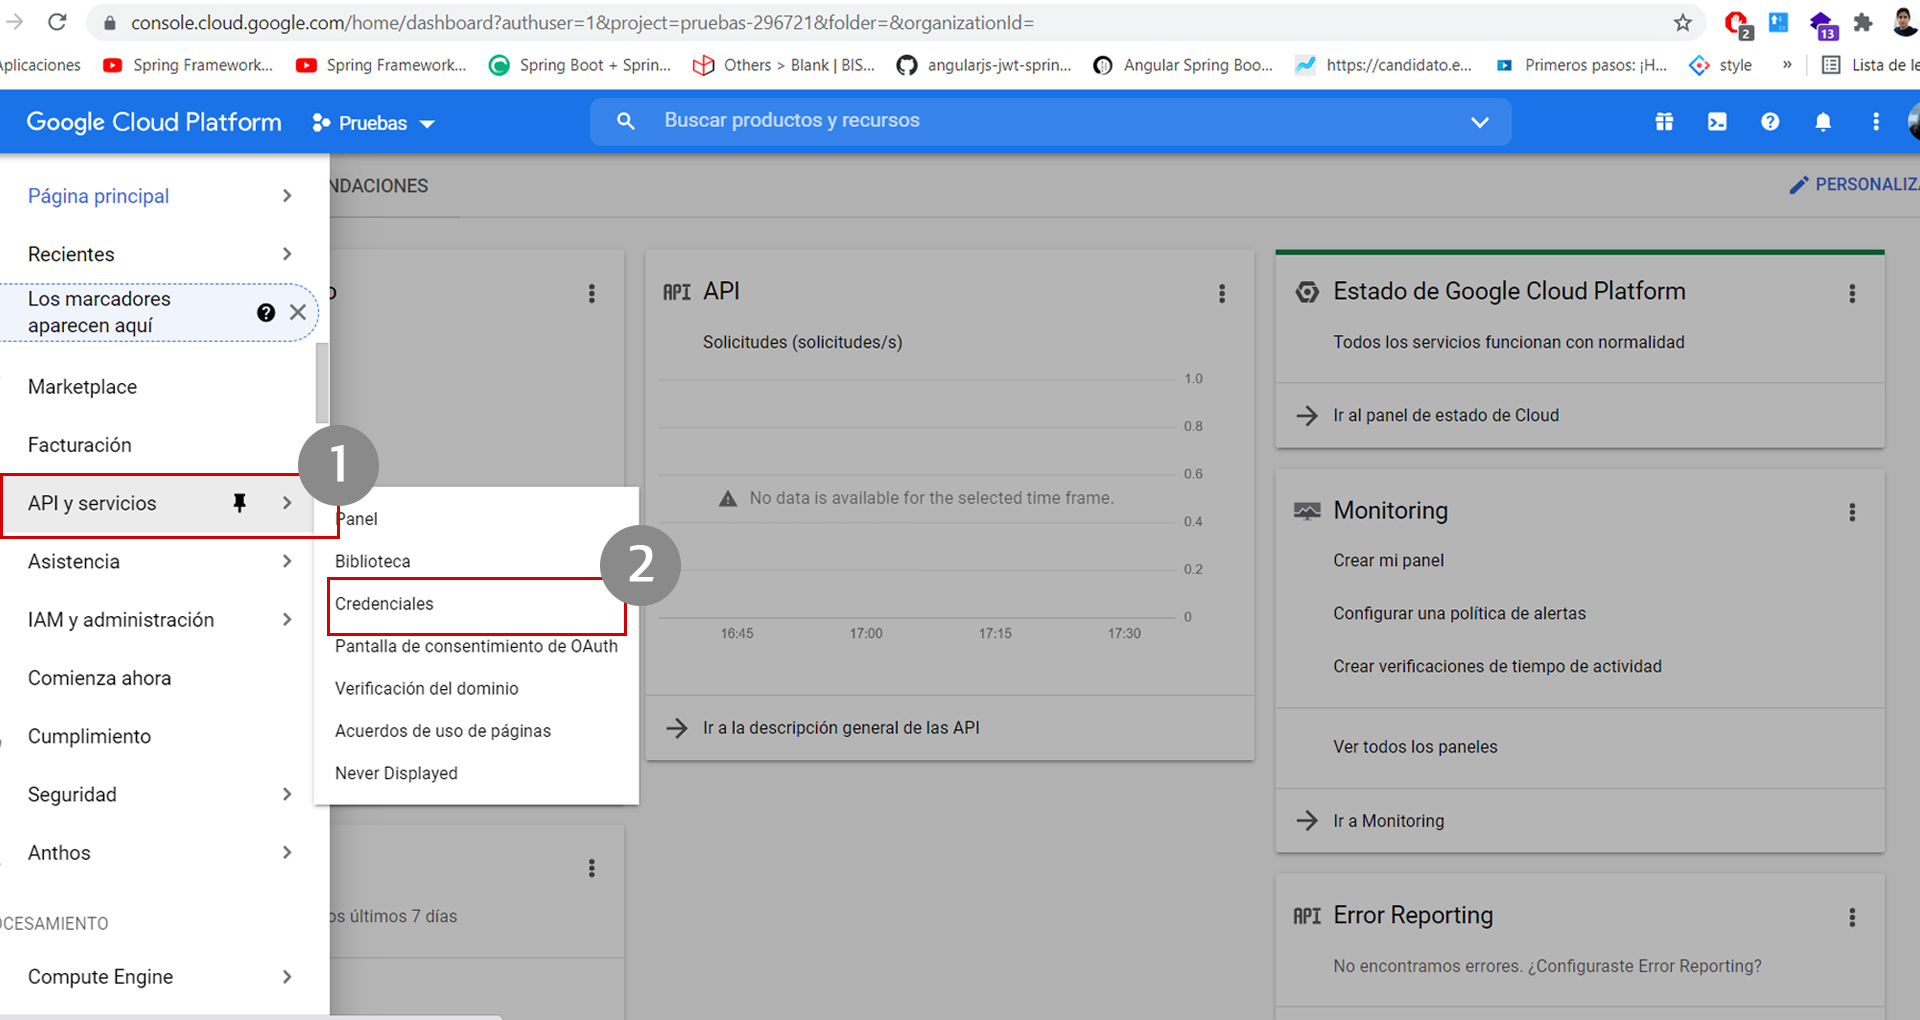 console.cloud.google.com/home/dashboard?authuser=1&project=pruebas-296721&folder=&organizationId=
2
13
plicaciones
Spring Framework...
Spring Framework...
Spring Boot + Sprin...
Others > Blank | BIS...
angularjs-jwt-sprin...
Angular Spring Boo...
https://candidato.e...
Primeros pasos: ¡H...
style
»
Lista de le
Google Cloud Platform
Pruebas
Buscar productos y recursos
Página principal
Recientes
Los marcadores
aparecen aquí
Marketplace
Facturación
API y servicios
Asistencia
IAM y administración
Comienza ahora
Cumplimiento
Seguridad
Anthos
OCESAMIENTO
Compute Engine
1
Panel
Biblioteca
2
Credenciales
Pantalla de consentimiento de OAuth
Verificación del dominio
Acuerdos de uso de páginas
Never Displayed
NDACIONES
PERSONALIZA
o
os últimos 7 días
API API
Solicitudes (solicitudes/s)
1.0
0.8
0.6
No data is available for the selected time frame.
0.4
0.2
0
16:45 17:00 17:15 17:30
Ir a la descripción general de las API
Estado de Google Cloud Platform
Todos los servicios funcionan con normalidad
Ir al panel de estado de Cloud
Monitoring
Crear mi panel
Configurar una política de alertas
Crear verificaciones de tiempo de actividad
Ver todos los paneles
Ir a Monitoring
API Error Reporting
No encontramos errores. ¿Configuraste Error Reporting?